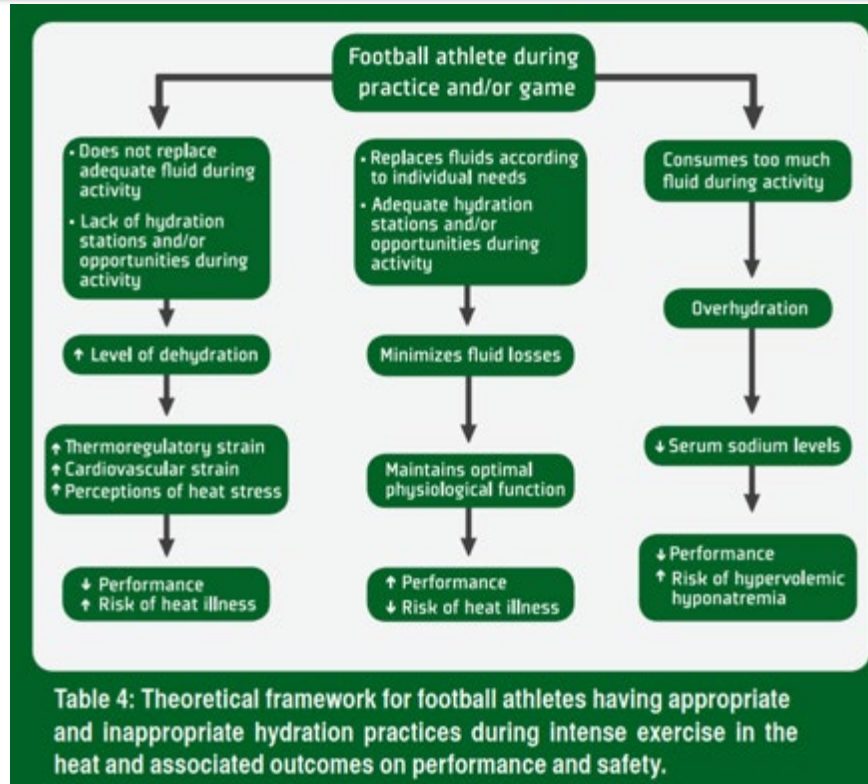 Football athlete during
practice and/or game
• Does not replace
adequate fluid during
activity
• Lack of hydration
stations and/or
opportunities during
activity
↑ Level of dehydration
↑ Thermoregulatory strain
↑ Cardiovascular strain
↑ Perceptions of heat stress
↓ Performance
↑ Risk of heat illness
• Replaces fluids according
to individual needs
• Adequate hydration
stations and/or
opportunities during
activity
Minimizes fluid losses
Maintains optimal
physiological function
↑ Performance
↓ Risk of heat illness
Consumes too much
fluid during activity
Overhydration
↓ Serum sodium levels
↓ Performance
↑ Risk of hypervolemic
hyponatremia
Table 4: Theoretical framework for football athletes having appropriate
and inappropriate hydration practices during intense exercise in the
heat and associated outcomes on performance and safety.